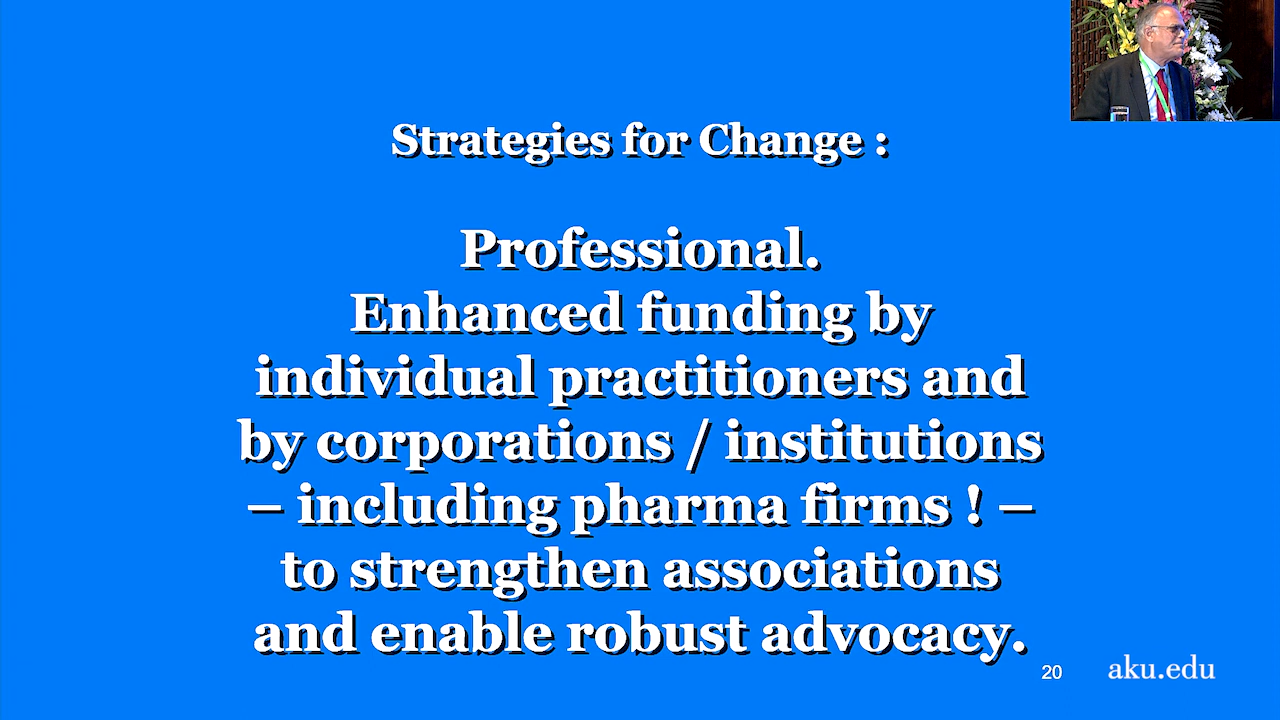 Strategies for Change :
Professional.
Enhanced funding by
individual practitioners and
by corporations / institutions
– including pharma firms ! –
to strengthen associations
and enable robust advocacy.
20
aku.edu